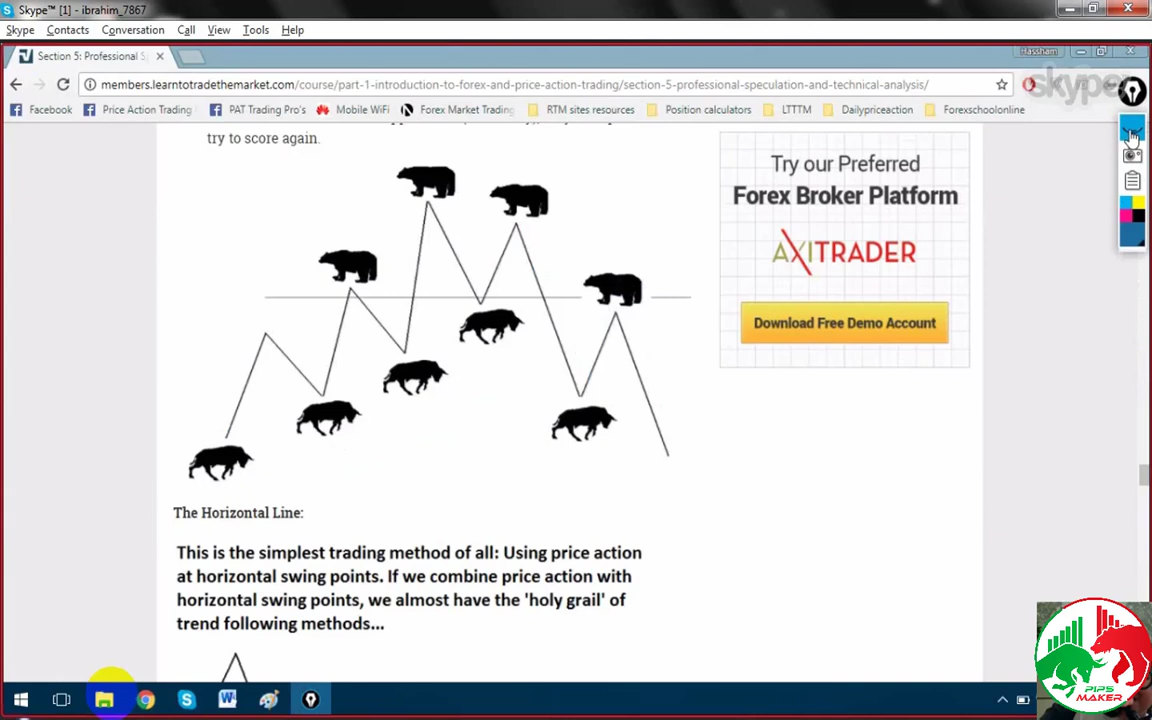 Skype™ [1] - ibrahim_7867
Skype Contacts Conversation Call View Tools Help
Section 5: Professional S
Hassham
members.learntotradethemarket.com/course/part-1-introduction-to-forex-and-price-action-trading/section-5-professional-speculation-and-technical-analysis/
skype
Facebook Price Action Trading PAT Trading Pro's Mobile WiFi Forex Market Trading RTM sites resources Position calculators LTTTM Dailypriceaction Forexschoolonline
try to score again.
Try our Preferred
Forex Broker Platform
AXITRADER
Download Free Demo Account
The Horizontal Line:
This is the simplest trading method of all: Using price action
at horizontal swing points. If we combine price action with
horizontal swing points, we almost have the 'holy grail' of
trend following methods...
PIPS
MAKER